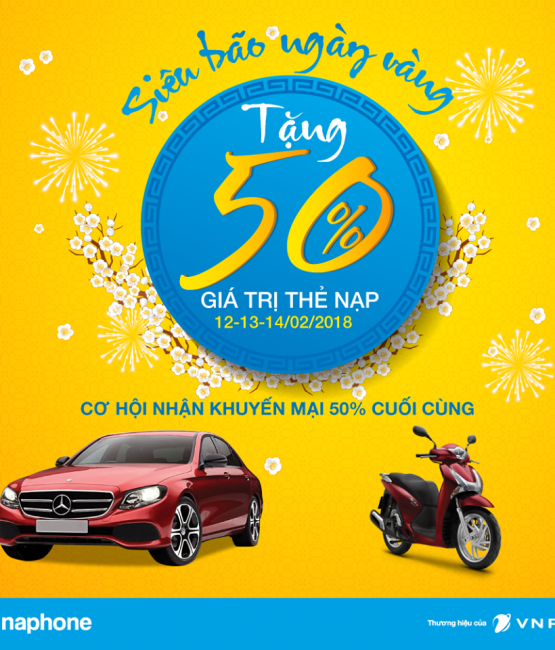 Siêu bão ngày vàng
Tặng
50%
GIÁ TRỊ THẺ NẠP
12-13-14/02/2018
CƠ HỘI NHẬN KHUYẾN MẠI 50% CUỐI CÙNG
naphone
Thương hiệu của VNP